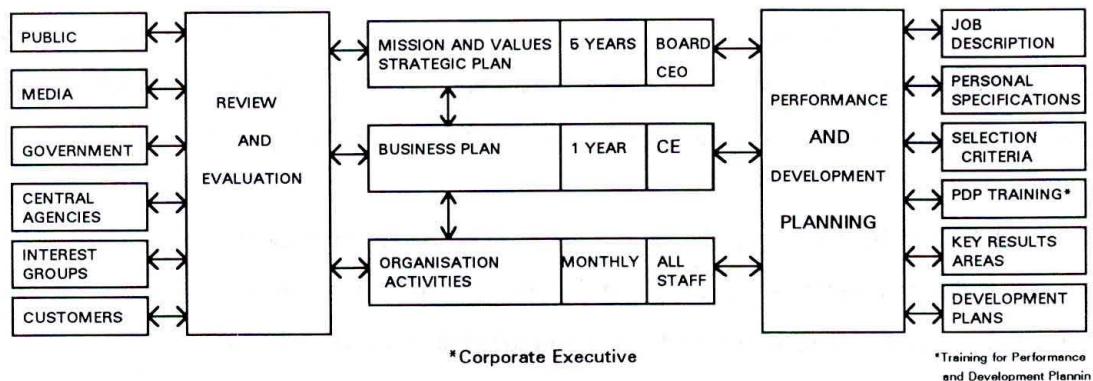 PUBLIC
MEDIA
GOVERNMENT
CENTRAL
AGENCIES
INTEREST
GROUPS
CUSTOMERS
REVIEW
AND
EVALUATION
MISSION AND VALUES
STRATEGIC PLAN
5 YEARS
BOARD
CEO
BUSINESS PLAN
1 YEAR
CE
ORGANISATION
ACTIVITIES
MONTHLY
ALL
STAFF
PERFORMANCE
AND
DEVELOPMENT
PLANNING
JOB
DESCRIPTION
PERSONAL
SPECIFICATIONS
SELECTION
CRITERIA
PDP TRAINING*
KEY RESULTS
AREAS
DEVELOPMENT
PLANS
*Corporate Executive
*Training for Performance
and Development Plannin